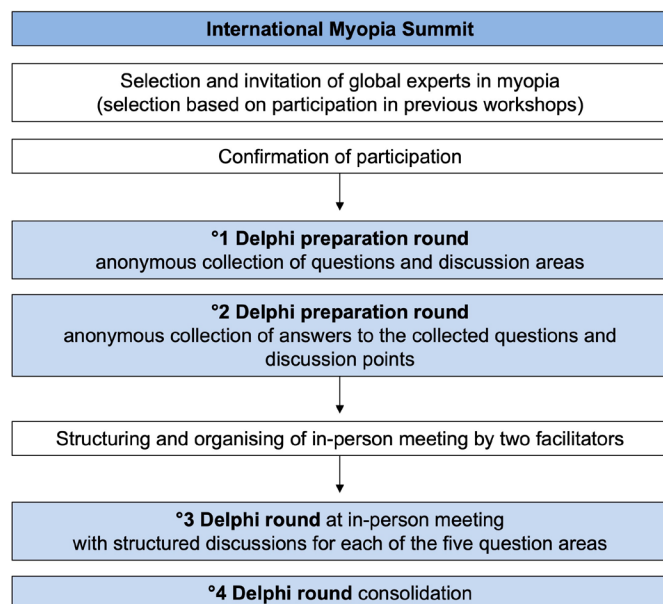 International Myopia Summit
Selection and invitation of global experts in myopia
(selection based on participation in previous workshops)
Confirmation of participation
°1 Delphi preparation round
anonymous collection of questions and discussion areas
°2 Delphi preparation round
anonymous collection of answers to the collected questions and
discussion points
Structuring and organising of in-person meeting by two facilitators
°3 Delphi round at in-person meeting
with structured discussions for each of the five question areas
°4 Delphi round consolidation